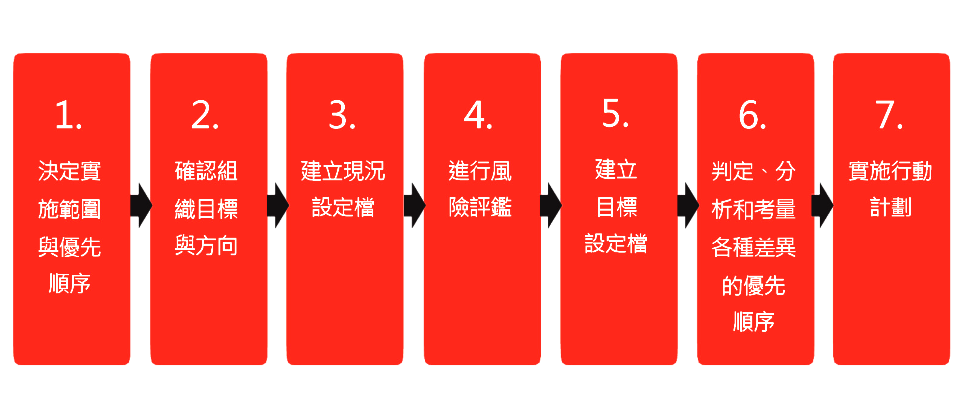 1.
決定實
施範圍
與優先
順序
2.
確認組
織目標
與方向
3.
建立現況
設定檔
4.
進行風
險評鑑
5.
建立
目標
設定檔
6.
判定、分
析和考量
各種差異
的優先
順序
7.
實施行動
計劃